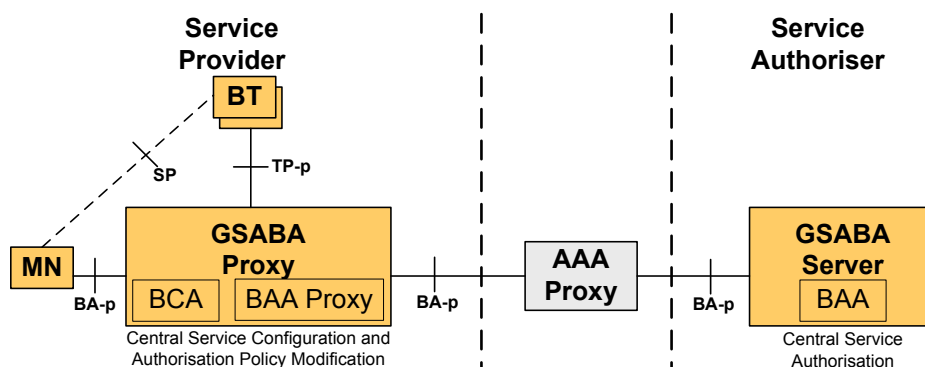 Service
Provider
Service
Authoriser
BT
SP
TP-p
MN
BA-p
GSABA
Proxy
BCA
BAA Proxy
BA-p
AAA
Proxy
BA-p
GSABA
Server
BAA
Central Service Configuration and
Authorisation Policy Modification
Central Service
Authorisation